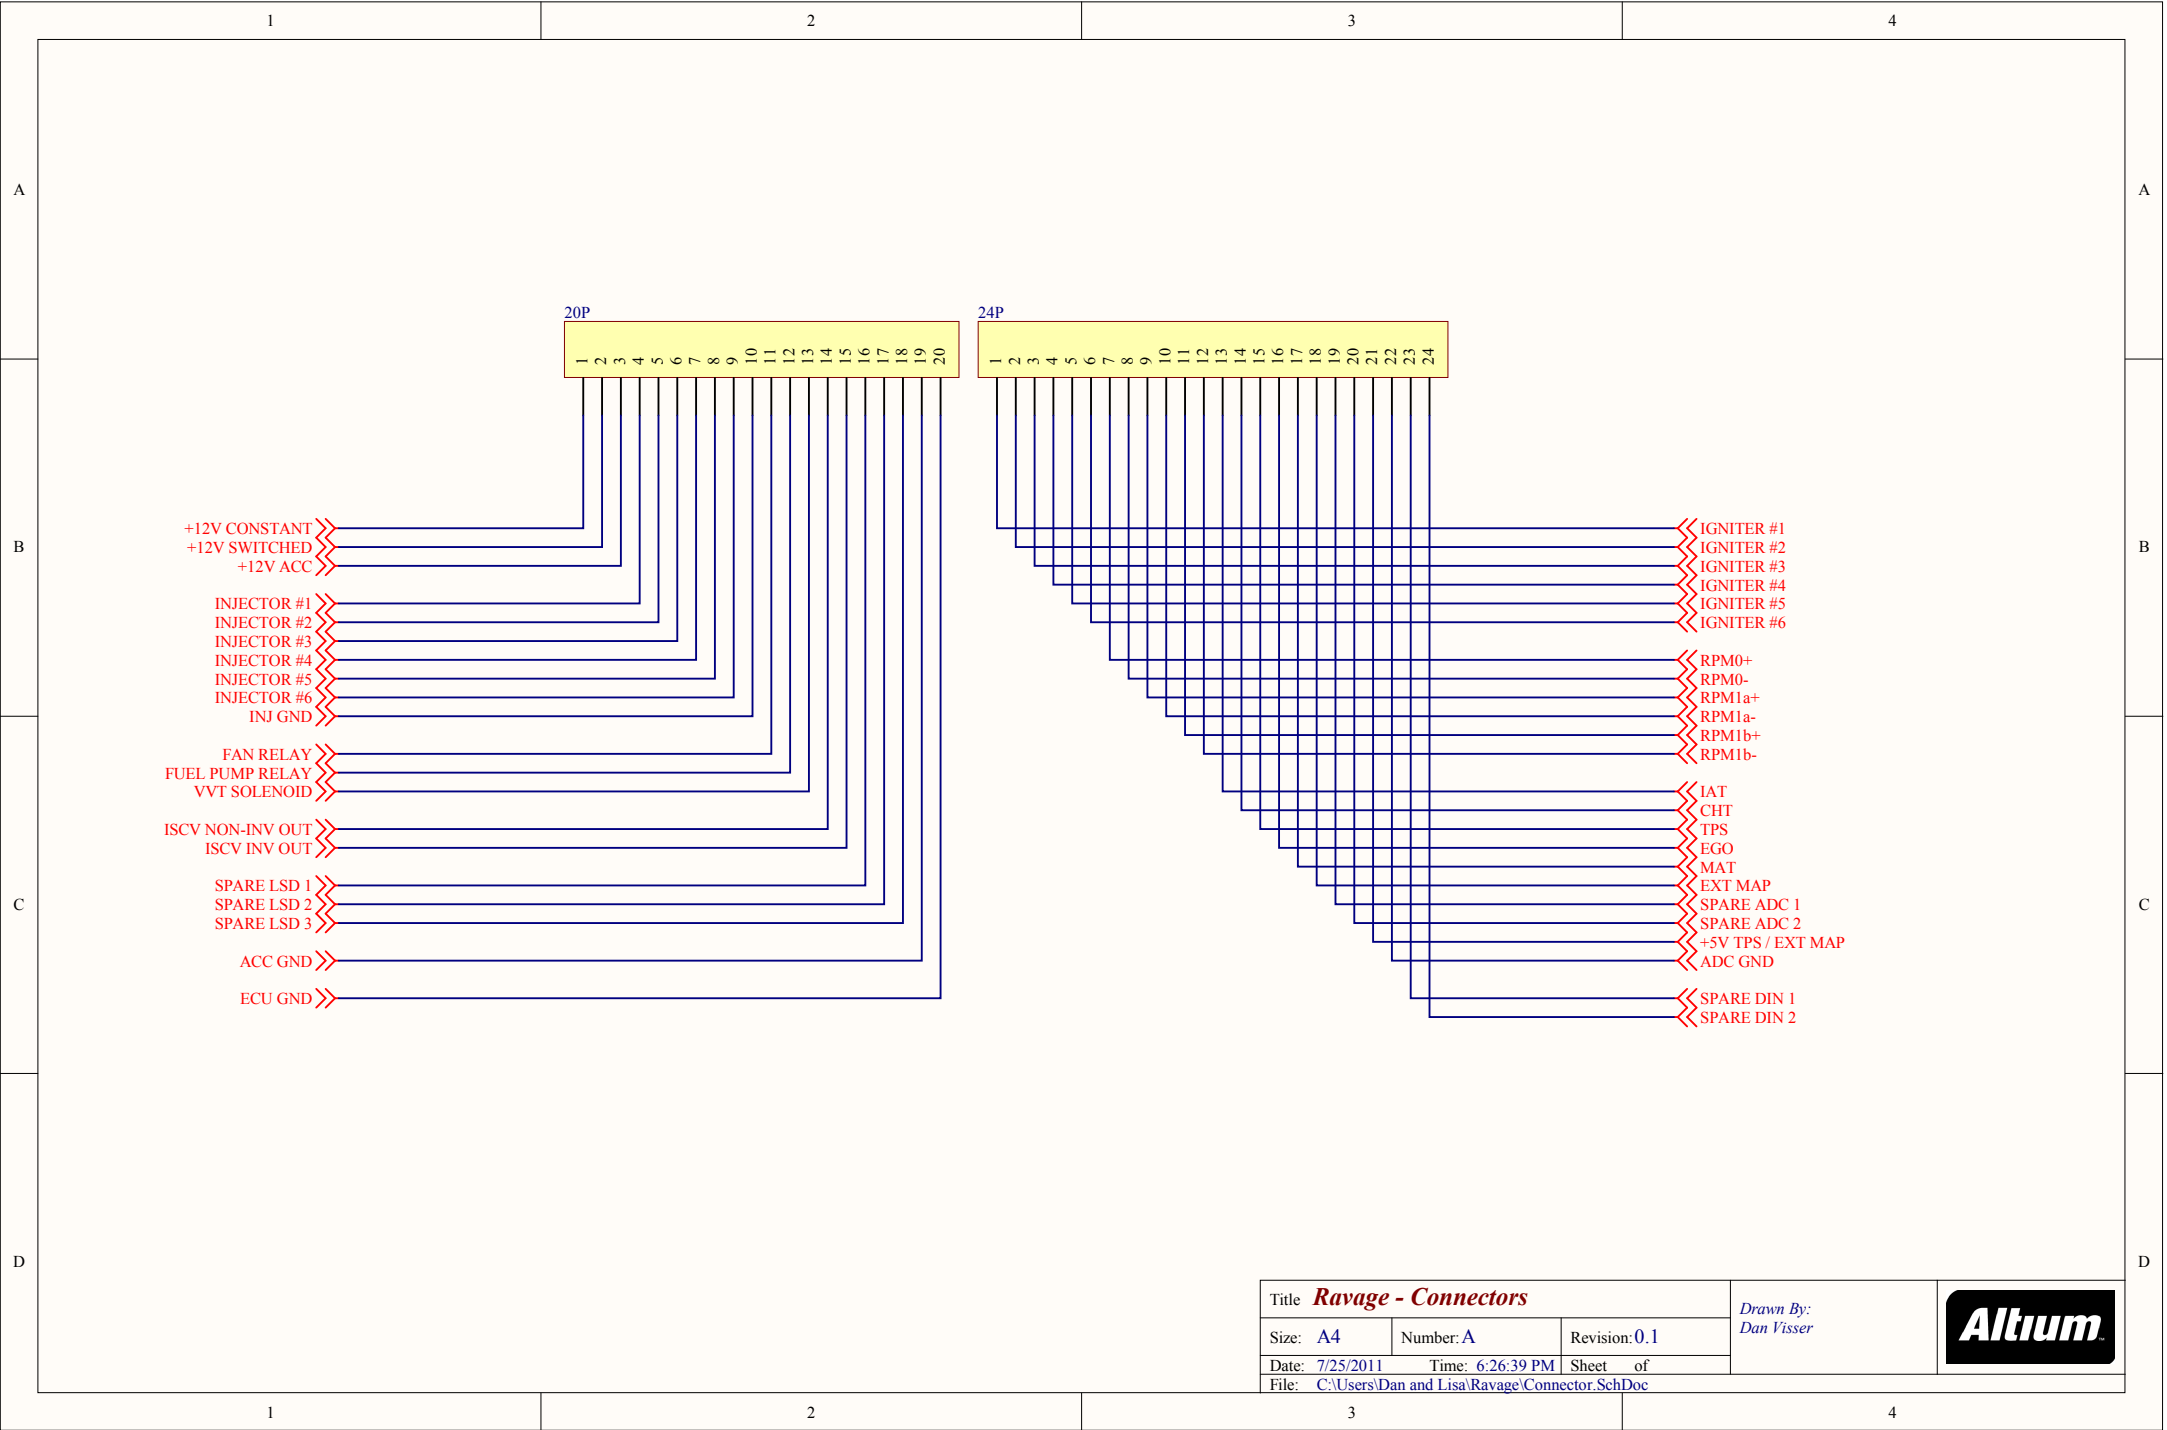 1 2 3 4
A A
B B
C C
D D
20P
1 2 3 4 5 6 7 8 9 10 11 12 13 14 15 16 17 18 19 20
24P
1 2 3 4 5 6 7 8 9 10 11 12 13 14 15 16 17 18 19 20 21 22 23 24
+12V CONSTANT
+12V SWITCHED
+12V ACC
INJECTOR #1
INJECTOR #2
INJECTOR #3
INJECTOR #4
INJECTOR #5
INJECTOR #6
INJ GND
FAN RELAY
FUEL PUMP RELAY
VVT SOLENOID
ISCV NON-INV OUT
ISCV INV OUT
SPARE LSD 1
SPARE LSD 2
SPARE LSD 3
ACC GND
ECU GND
IGNITER #1
IGNITER #2
IGNITER #3
IGNITER #4
IGNITER #5
IGNITER #6
RPM0+
RPM0-
RPM1a+
RPM1a-
RPM1b+
RPM1b-
IAT
CHT
TPS
EGO
MAT
EXT MAP
SPARE ADC 1
SPARE ADC 2
+5V TPS / EXT MAP
ADC GND
SPARE DIN 1
SPARE DIN 2
Title Ravage - Connectors
Size: A4 Number: A Revision: 0.1
Date: 7/25/2011 Time: 6:26:39 PM Sheet of
File: C:\Users\Dan and Lisa\Ravage\Connector.SchDoc
Drawn By:
Dan Visser
Altium
1 2 3 4